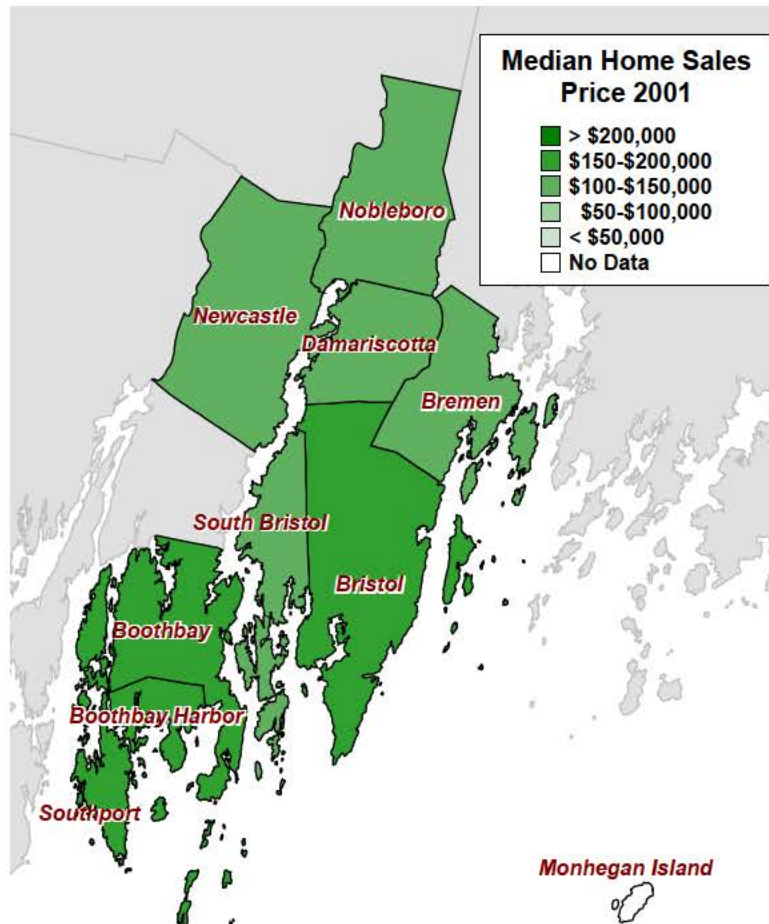 Median Home Sales
Price 2001
> $200,000
$150-$200,000
$100-$150,000
$50-$100,000
< $50,000
No Data
Nobleboro
Newcastle
Damariscotta
Bremen
South Bristol
Bristol
Boothbay
Boothbay Harbor
Southport
Monhegan Island